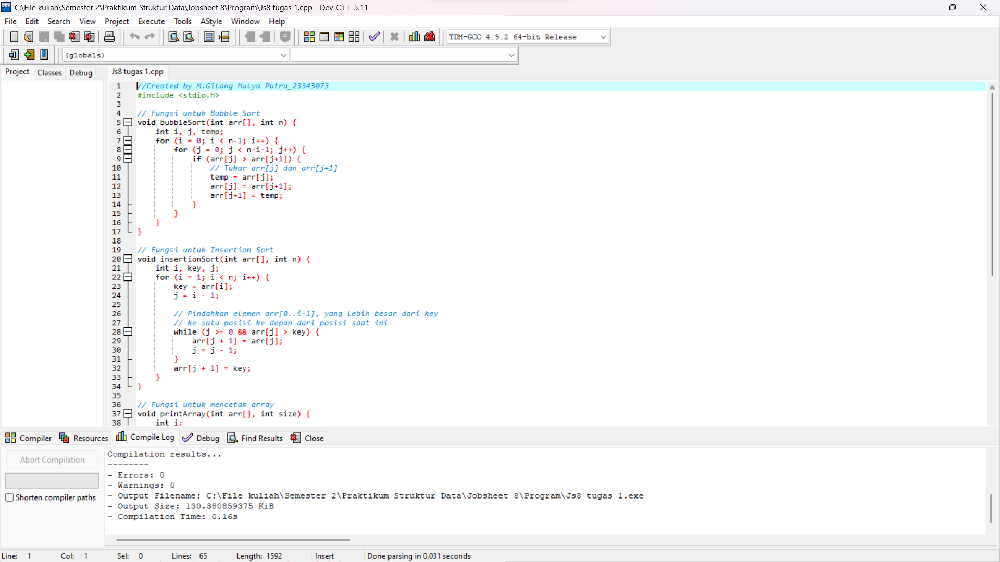 C:\File kuliah\Semester 2\Praktikum Struktur Data\Jobsheet 8\Program\Js8 tugas 1.cpp - Dev-C++ 5.11
File Edit Search View Project Execute Tools AStyle Window Help
TDM-GCC 4.9.2 64-bit Release
(globals)
Project Classes Debug Js8 tugas 1.cpp
1 //Created by M.Gilang Mulya Putra_23343073
2 #include <stdio.h>
3
4 // Fungsi untuk Bubble Sort
5 void bubbleSort(int arr[], int n) {
6 int i, j, temp;
7 for (i = 0; i < n-1; i++) {
8 for (j = 0; j < n-i-1; j++) {
9 if (arr[j] > arr[j+1]) {
10 // Tukar arr[j] dan arr[j+1]
11 temp = arr[j];
12 arr[j] = arr[j+1];
13 arr[j+1] = temp;
14 }
15 }
16 }
17 }
18
19 // Fungsi untuk Insertion Sort
20 void insertionSort(int arr[], int n) {
21 int i, key, j;
22 for (i = 1; i < n; i++) {
23 key = arr[i];
24 j = i - 1;
25
26 // Pindahkan elemen arr[0..i-1], yang lebih besar dari key
27 // ke satu posisi ke depan dari posisi saat ini
28 while (j >= 0 && arr[j] > key) {
29 arr[j + 1] = arr[j];
30 j = j - 1;
31 }
32 arr[j + 1] = key;
33 }
34 }
35
36 // Fungsi untuk mencetak array
37 void printArray(int arr[], int size) {
38 int i;
Compiler Resources Compile Log Debug Find Results Close
Abort Compilation
Shorten compiler paths
Compilation results...
--------
- Errors: 0
- Warnings: 0
- Output Filename: C:\File kuliah\Semester 2\Praktikum Struktur Data\Jobsheet 8\Program\Js8 tugas 1.exe
- Output Size: 130.380859375 KiB
- Compilation Time: 0.16s
Line: 1 Col: 1 Sel: 0 Lines: 65 Length: 1592 Insert Done parsing in 0.031 seconds